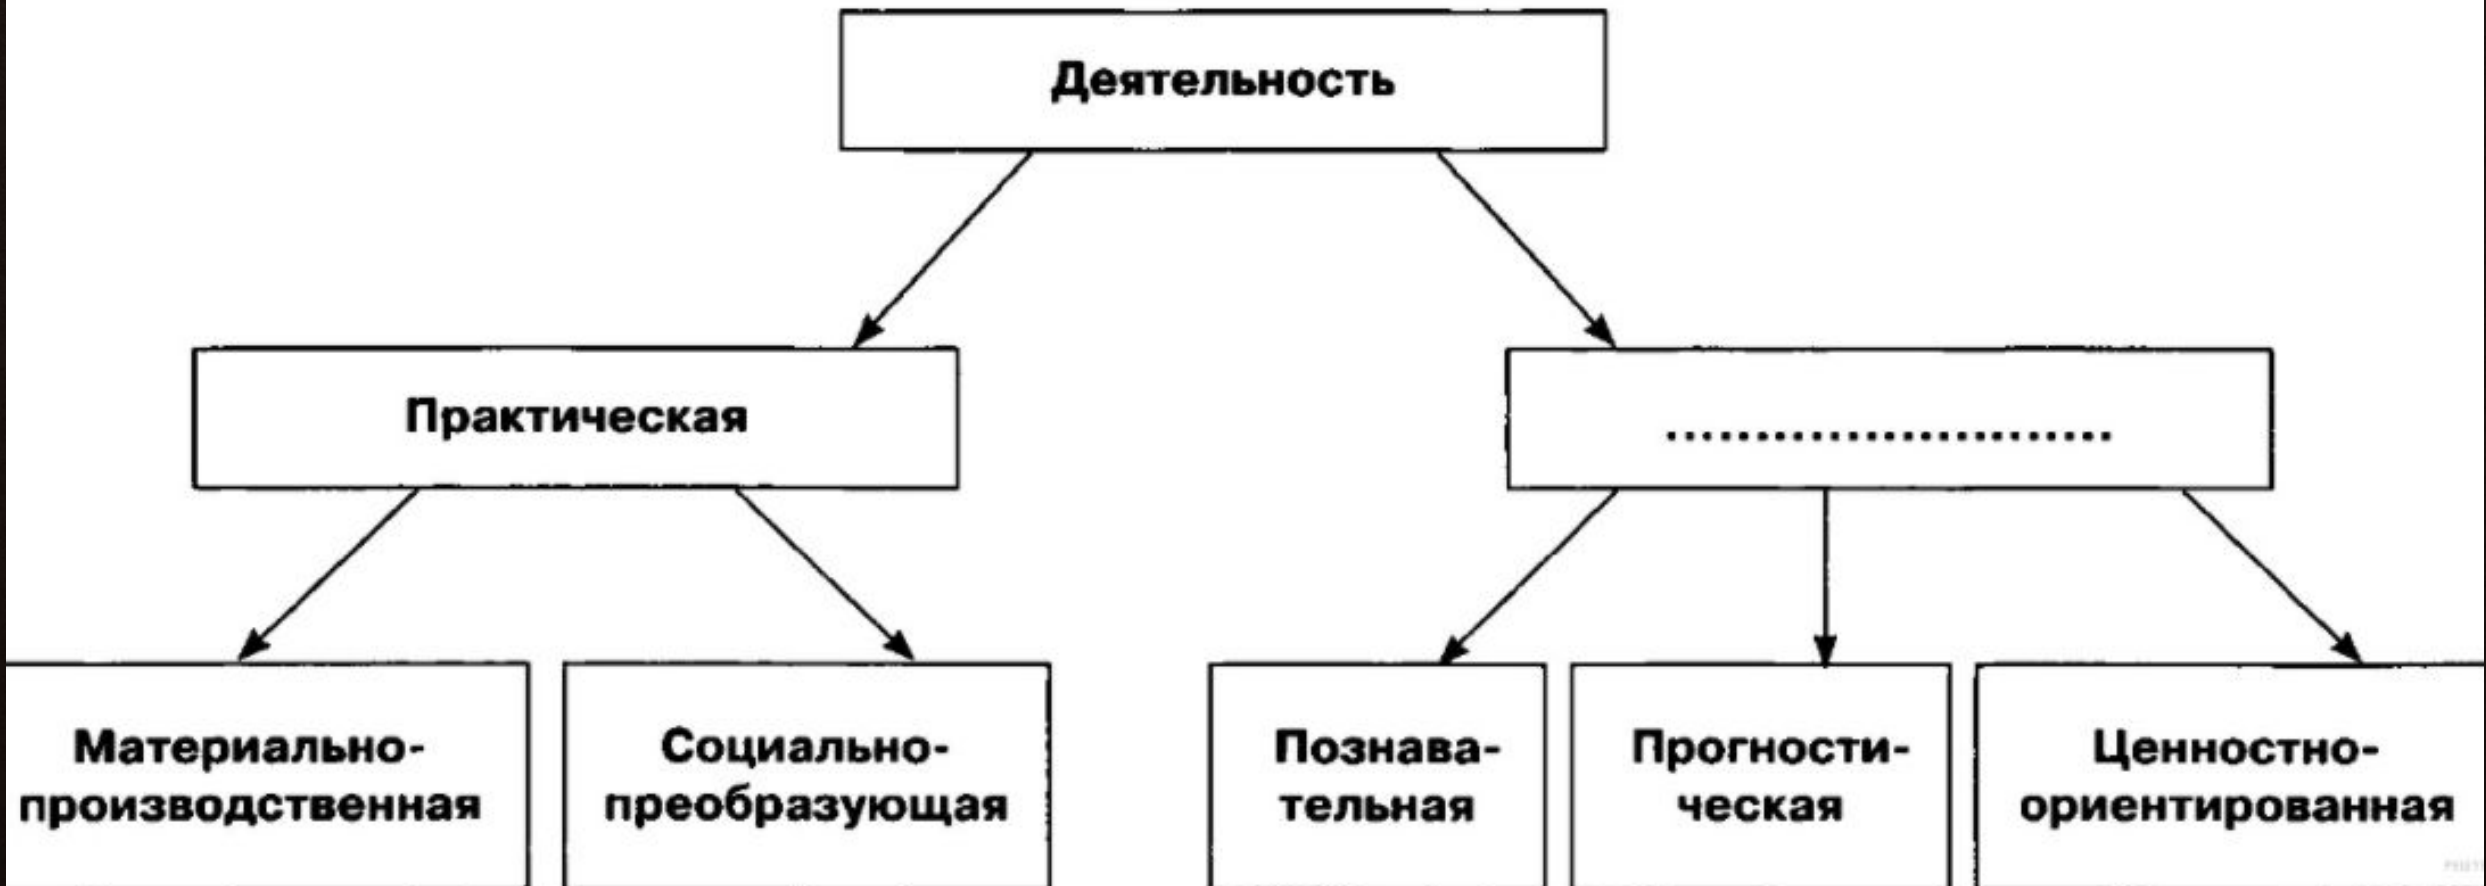 Деятельность
Практическая
........................
Материально-
производственная
Социально-
преобразующая
Познава-
тельная
Прогности-
ческая
Ценностно-
ориентированная